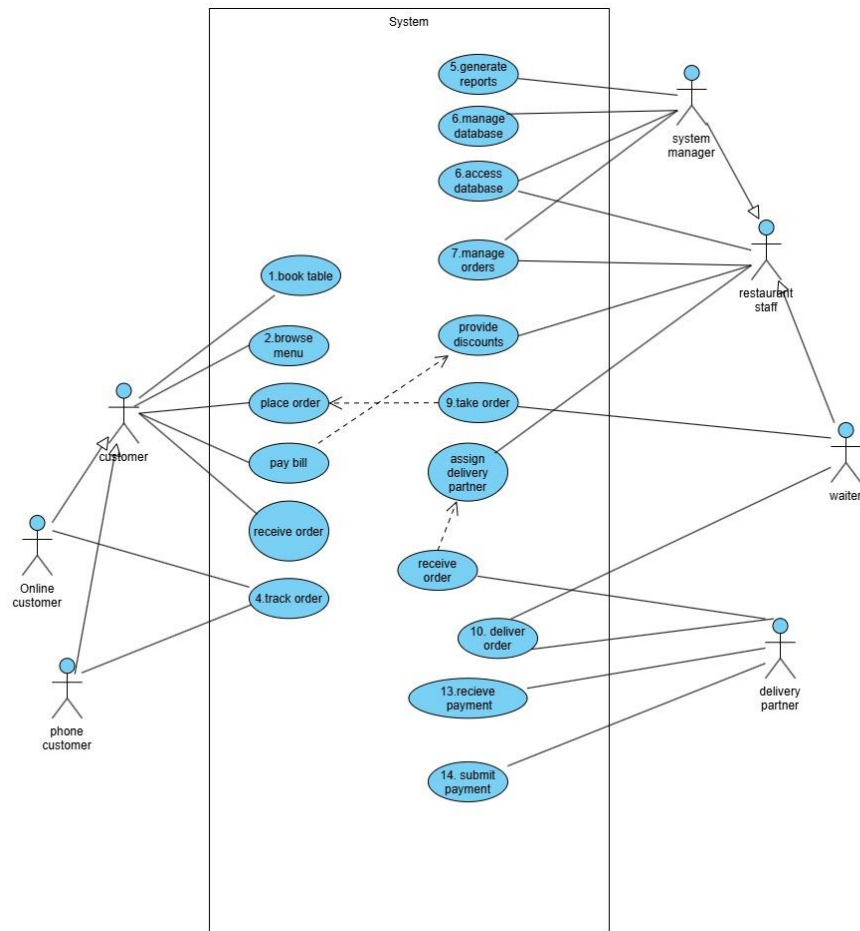 System
5.generate
reports
6.manage
database
system
manager
6.access
database
1.book table
7.manage
orders
restaurant
staff
2.browse
menu
provide
discounts
place order
9.take order
customer
pay bill
assign
delivery
partner
waiter
receive order
receive
order
Online
customer
4.track order
10. deliver
order
delivery
partner
13.recieve
payment
phone
customer
14. submit
payment